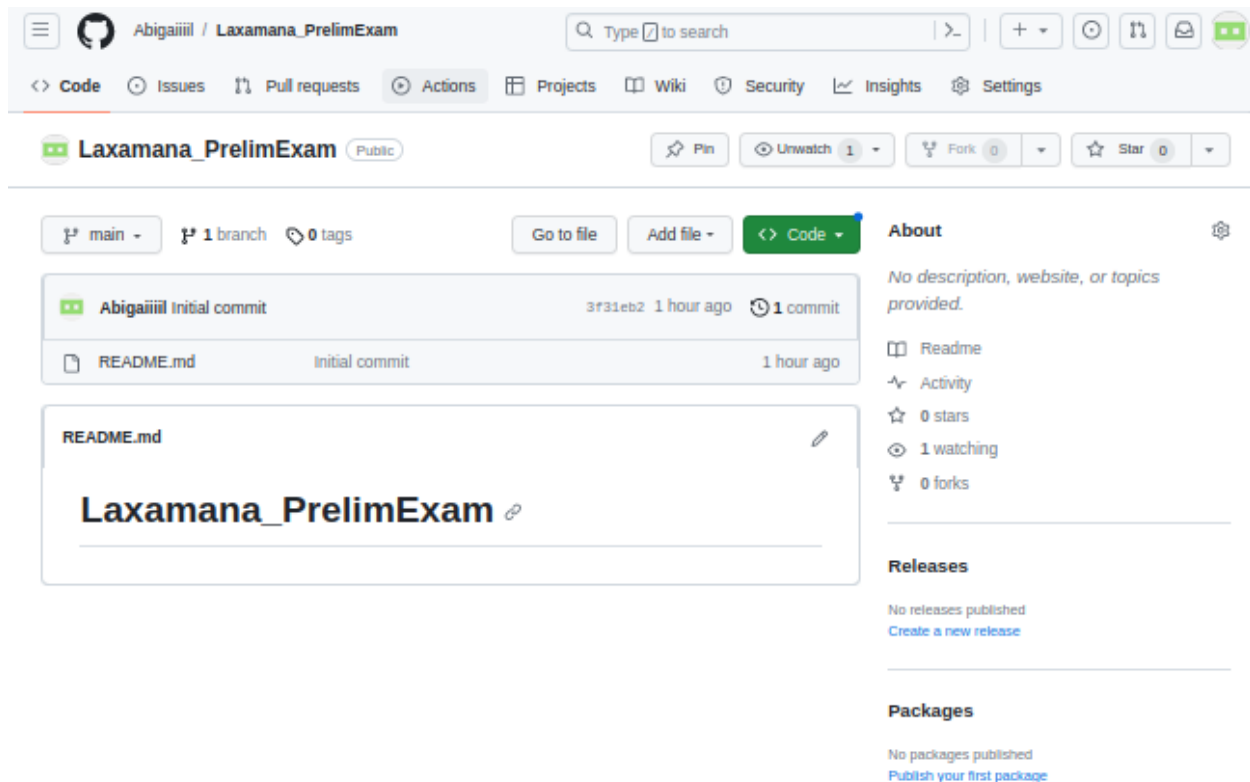 Abigaiiiil / Laxamana_PrelimExam Type / to search
Code Issues Pull requests Actions Projects Wiki Security Insights Settings
Laxamana_PrelimExam Public Pin Unwatch 1 Fork 0 Star 0
main 1 branch 0 tags Go to file Add file Code
Abigaiiiil Initial commit 3f31eb2 1 hour ago 1 commit
README.md Initial commit 1 hour ago
README.md
Laxamana_PrelimExam
About
No description, website, or topics
provided.
Readme
Activity
0 stars
1 watching
0 forks
Releases
No releases published
Create a new release
Packages
No packages published
Publish your first package